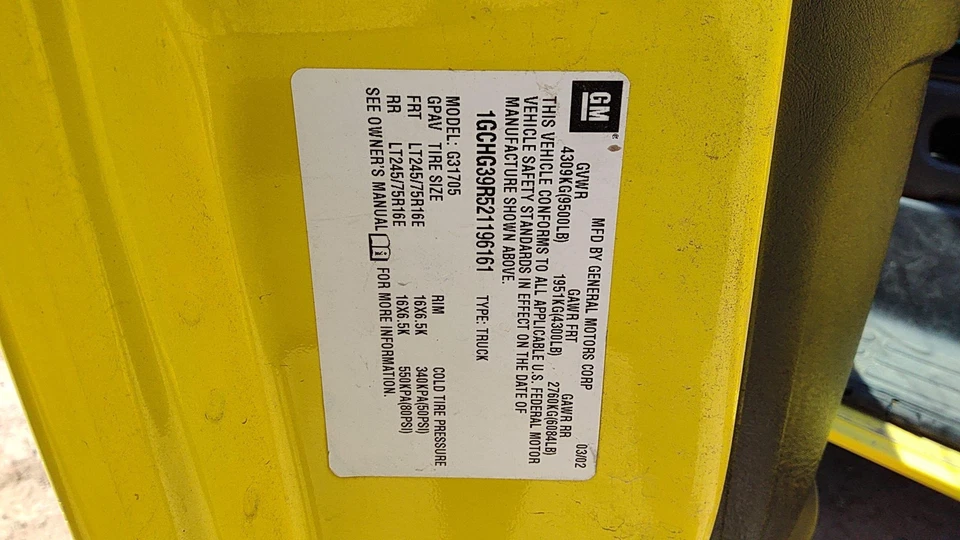 GM
MFD BY GENERAL MOTORS CORP 03/02
GVWR GAWR FRT GAWR RR
4309KG(9500LB) 1951KG(4300LB) 2760KG(6084LB)
THIS VEHICLE CONFORMS TO ALL APPLICABLE U.S. FEDERAL MOTOR
VEHICLE SAFETY STANDARDS IN EFFECT ON THE DATE OF
MANUFACTURE SHOWN ABOVE.
1GCHG39R521196161 TYPE: TRUCK
MODEL: G31705
GPAV TIRE SIZE RIM COLD TIRE PRESSURE
FRT LT245/75R16E 16X6.5K 340KPA(50PSI)
RR LT245/75R16E 16X6.5K 550KPA(80PSI)
SEE OWNER'S MANUAL FOR MORE INFORMATION.